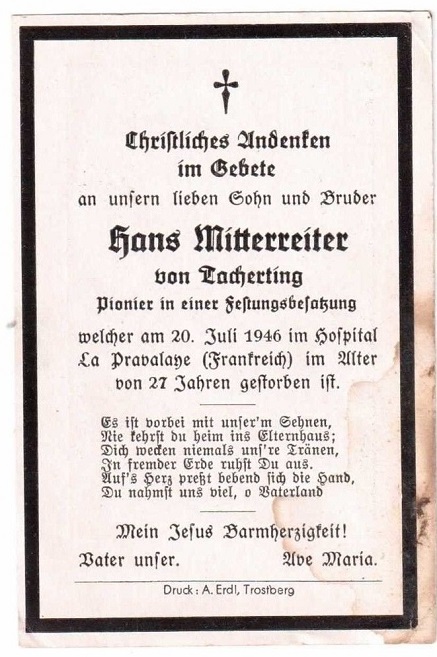 Christliches Andenken
im Gebete
an unsern lieben Sohn und Bruder
Hans Mitterreiter
von Tacherting
Pionier in einer Festungsbesatzung
welcher am 20. Juli 1946 im Hospital
La Pravalaye (Frankreich) im Alter
von 27 Jahren gestorben ist.
Es ist vorbei mit unser'm Sehnen,
Nie kehrst du heim ins Elternhaus;
Dich wecken niemals uns're Tränen,
In fremder Erde ruhst Du aus.
Auf's Herz preßt bebend sich die Hand,
Du nahmst uns viel, o Vaterland
Mein Jesus Barmherzigkeit!
Vater unser. Ave Maria.
Druck: A. Erdl, Trostberg